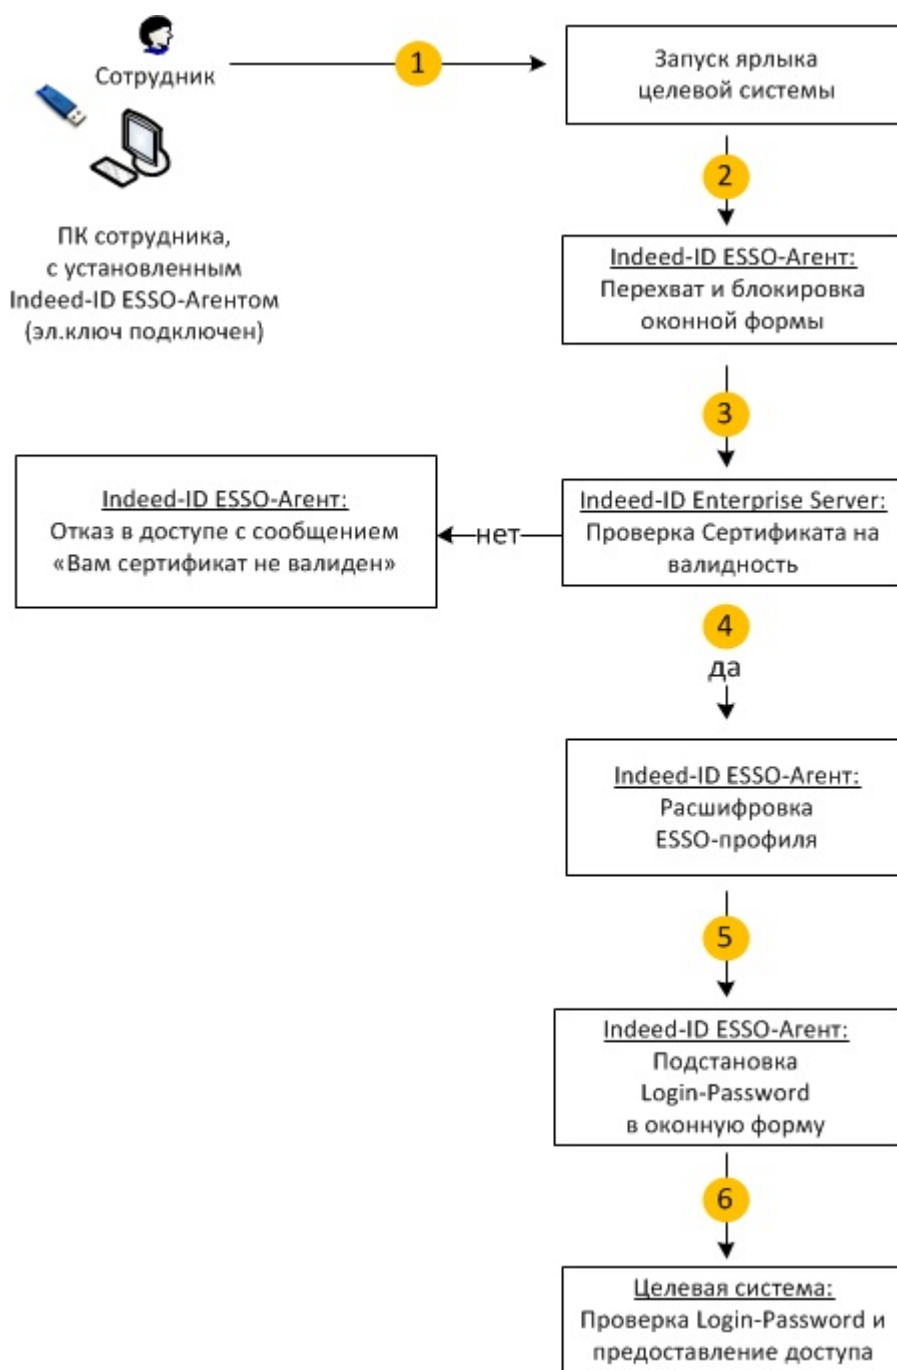 Сотрудник
1
Запуск ярлыка
целевой системы
2
ПК сотрудника,
с установленным
Indeed-ID ESSO-Агентом
(эл.ключ подключен)
Indeed-ID ESSO-Агент:
Перехват и блокировка
оконной формы
3
Indeed-ID Enterprise Server:
Проверка Сертификата на
валидность
нет
Indeed-ID ESSO-Агент:
Отказ в доступе с сообщением
«Вам сертификат не валиден»
4
да
Indeed-ID ESSO-Агент:
Расшифровка
ESSO-профиля
5
Indeed-ID ESSO-Агент:
Подстановка
Login-Password
в оконную форму
6
Целевая система:
Проверка Login-Password и
предоставление доступа